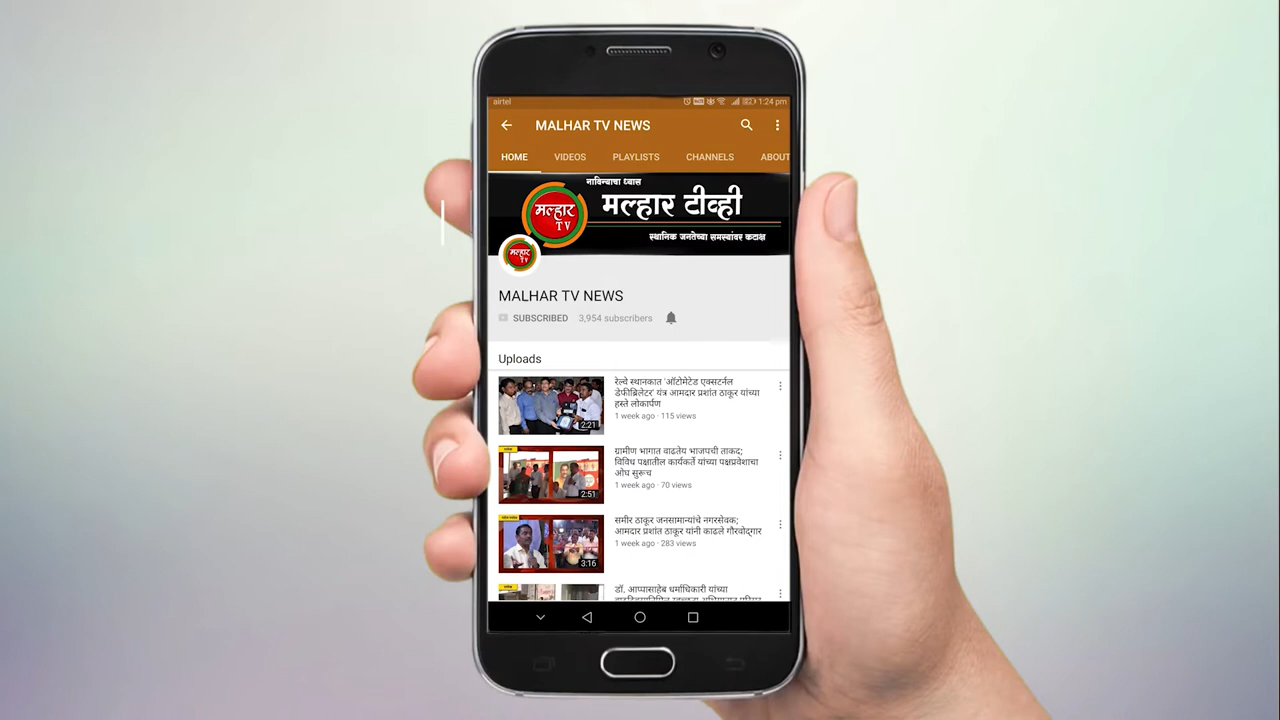 airtel 1:24 pm
MALHAR TV NEWS
HOME VIDEOS PLAYLISTS CHANNELS ABOUT
नाविन्याचा ध्यास
मल्हार टीव्ही
मल्हार
TV
स्थानिक जनतेच्या समस्यांवर कटाक्ष
मल्हार
TV
MALHAR TV NEWS
SUBSCRIBED 3,954 subscribers
Uploads
रेल्वे स्थानकात 'ऑटोमेटेड एक्सटर्नल
डेफीब्रिलेटर' यंत्र आमदार प्रशांत ठाकूर यांच्या
हस्ते लोकार्पण
1 week ago · 115 views
2:21
ग्रामीण भागात वाढतेय भाजपची ताकद;
विविध पक्षातील कार्यकर्ते यांच्या पक्षप्रवेशाचा
ओघ सुरूच
1 week ago · 70 views
2:51
समीर ठाकूर जनसामान्यांचे नगरसेवक;
आमदार प्रशांत ठाकूर यांनी काढले गौरवोद्गार
1 week ago · 283 views
3:16
डॉ. आप्पासाहेब धर्माधिकारी यांच्या